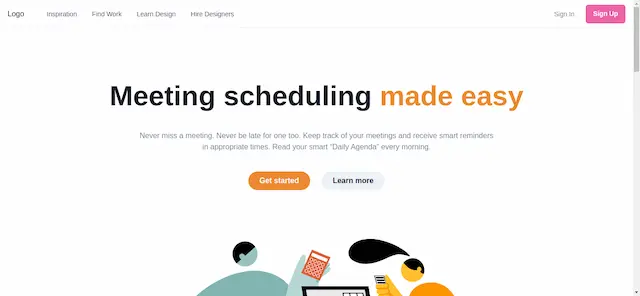 Logo
Inspiration
Find Work
Learn Design
Hire Designers
Sign In
Sign Up
Meeting scheduling made easy
Never miss a meeting. Never be late for one too. Keep track of your meetings and receive smart reminders
in appropriate times. Read your smart “Daily Agenda” every morning.
Get started
Learn more